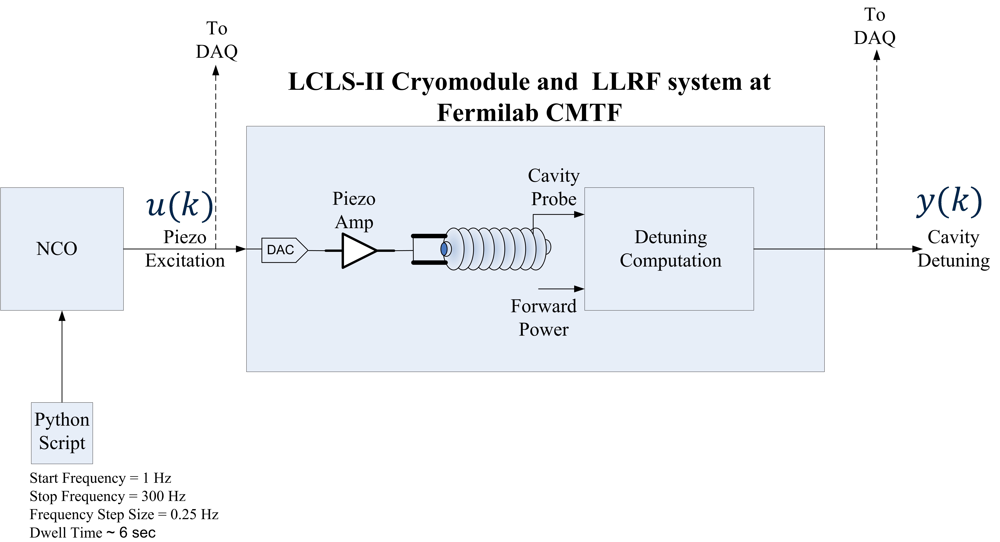 To
DAQ
To
DAQ
LCLS-II Cryomodule and LLRF system at
Fermilab CMTF
NCO
u(k)
Piezo
Excitation
DAC
Piezo
Amp
Cavity
Probe
Forward
Power
Detuning
Computation
y(k)
Cavity
Detuning
Python
Script
Start Frequency = 1 Hz
Stop Frequency = 300 Hz
Frequency Step Size = 0.25 Hz
Dwell Time ~ 6 sec